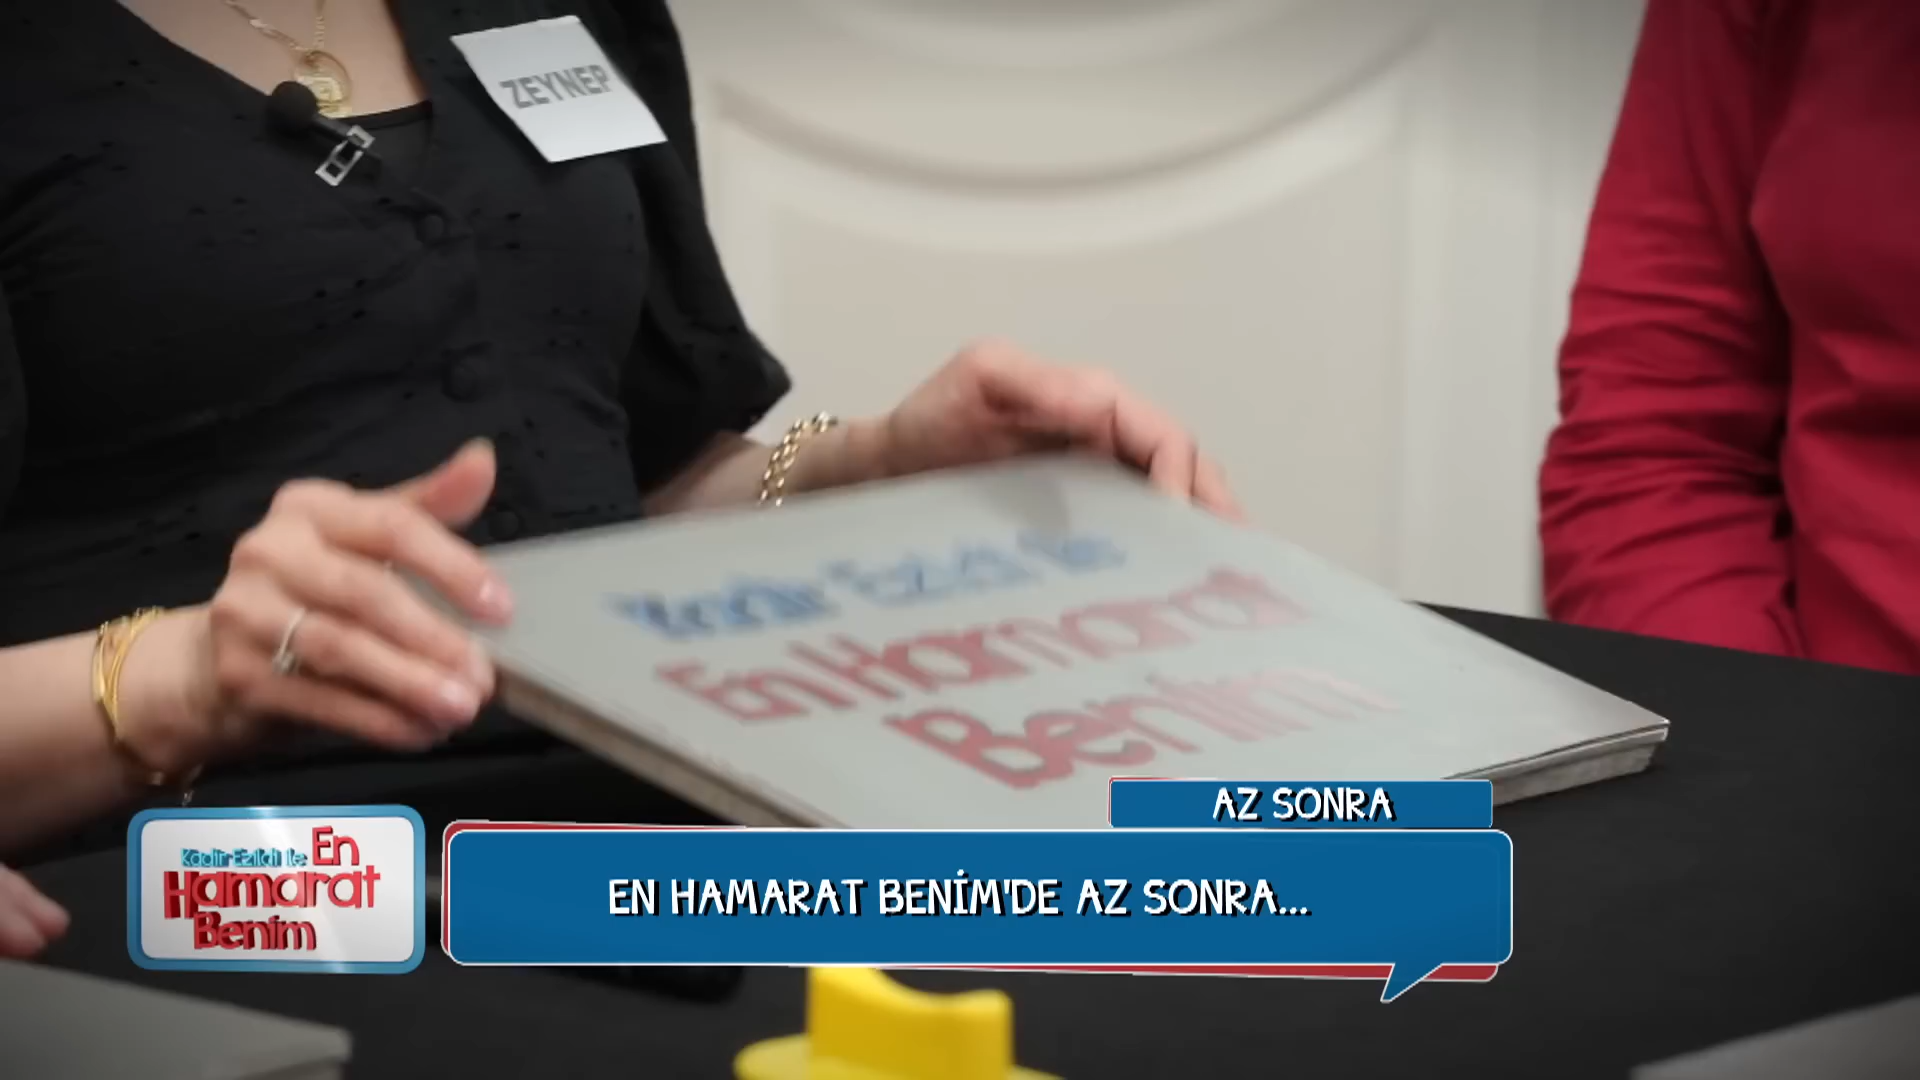 ZEYNEP
Kadir Ezildi ile
En Hamarat
Benim
AZ SONRA
Kadir Ezildi ile En
Hamarat
Benim
EN HAMARAT BENİM'DE AZ SONRA...